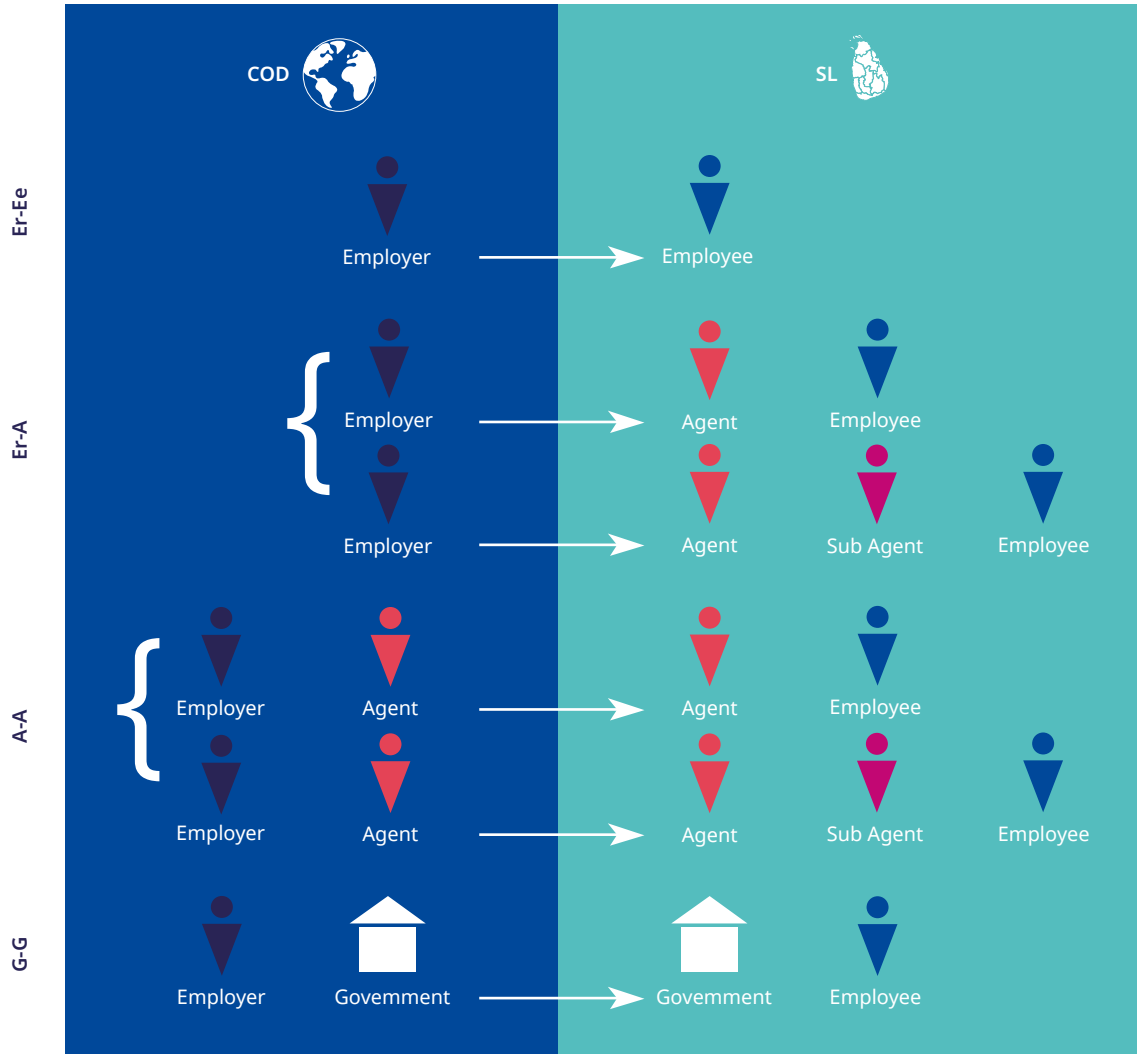 COD
SL
Er-Ee
Employer
Employee
Er-A
Employer
Agent
Employee
Employer
Agent
Sub Agent
Employee
A-A
Employer
Agent
Agent
Employee
Employer
Agent
Agent
Sub Agent
Employee
G-G
Employer
Govemment
Govemment
Employee